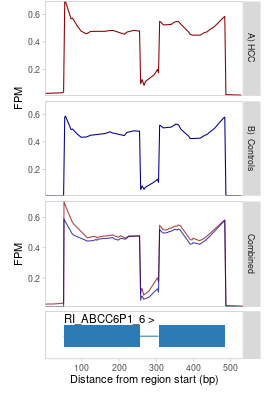 0.6
0.4
0.2
FPM
A) HCC
0.6
0.4
0.2
B): Controls
0.6
0.4
0.2
FPM
Combined
RI_ABCC6P1_6 >
100 200 300 400 500
Distance from region start (bp)